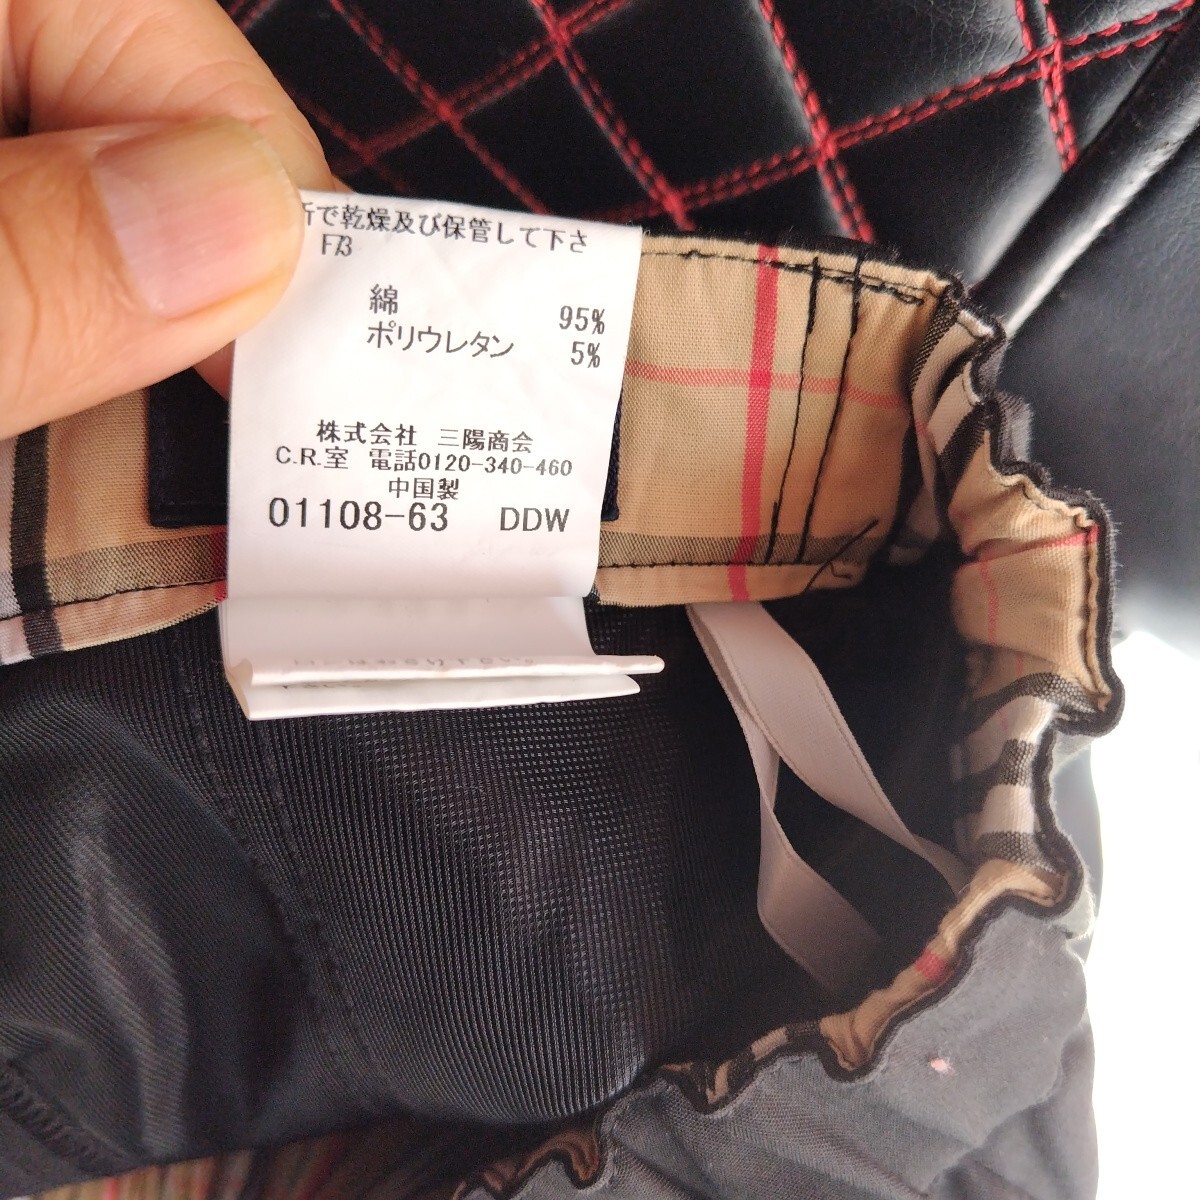 所で乾燥及び保管して下さ
F73
綿 95%
ポリウレタン 5%
株式会社 三陽商会
C.R.室 電話0120-340-460
中国製
01108-63 DDW